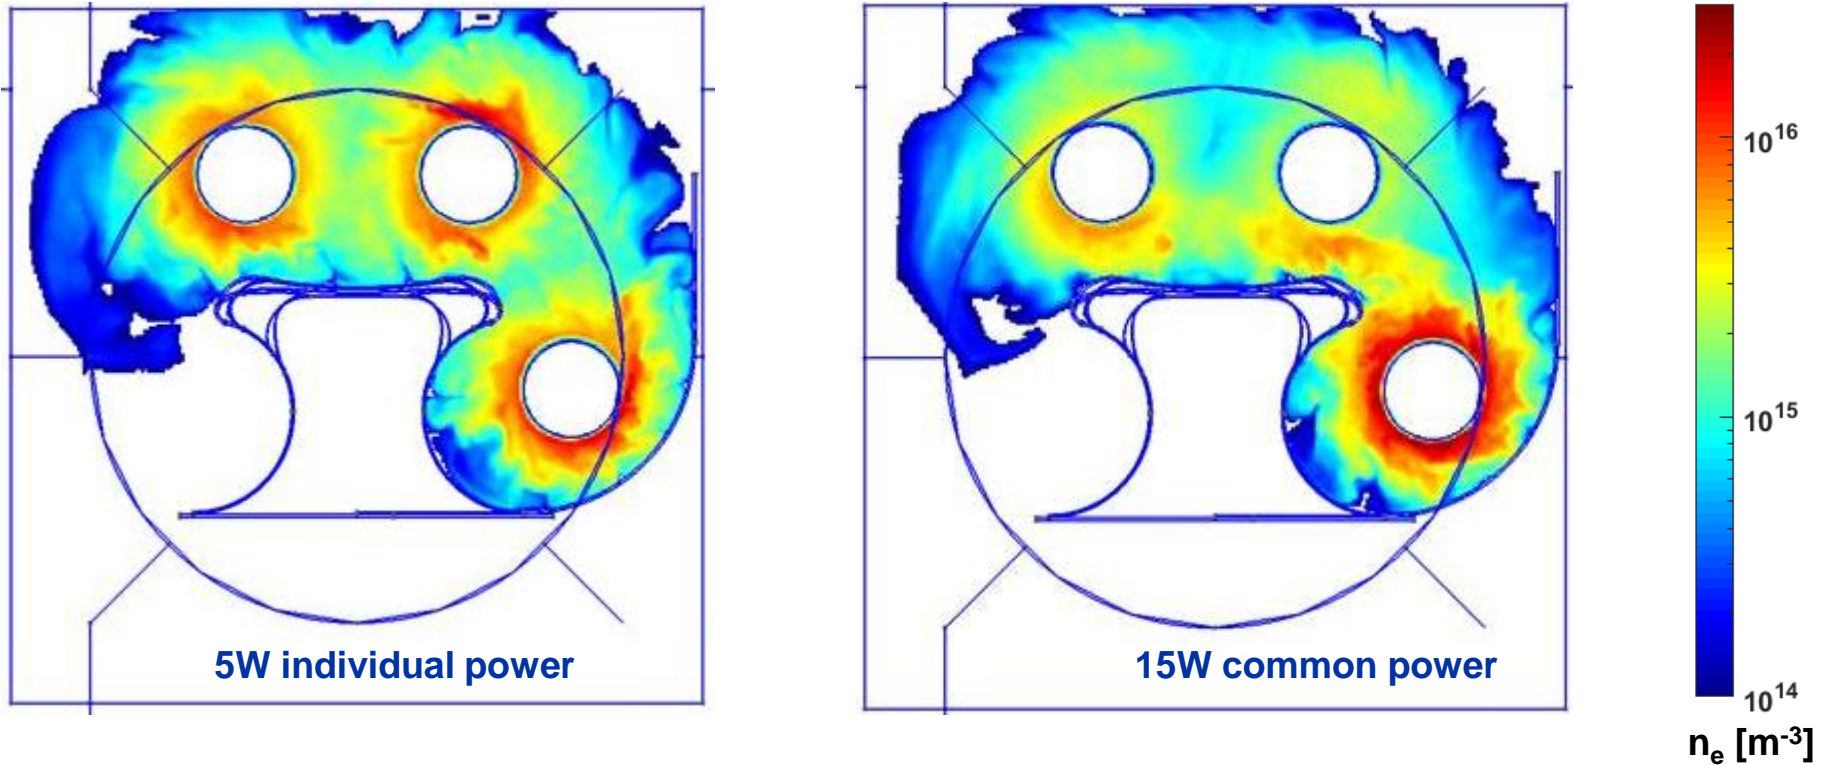 5W individual power
15W common power
10^16
10^15
10^14
n_e [m^-3]